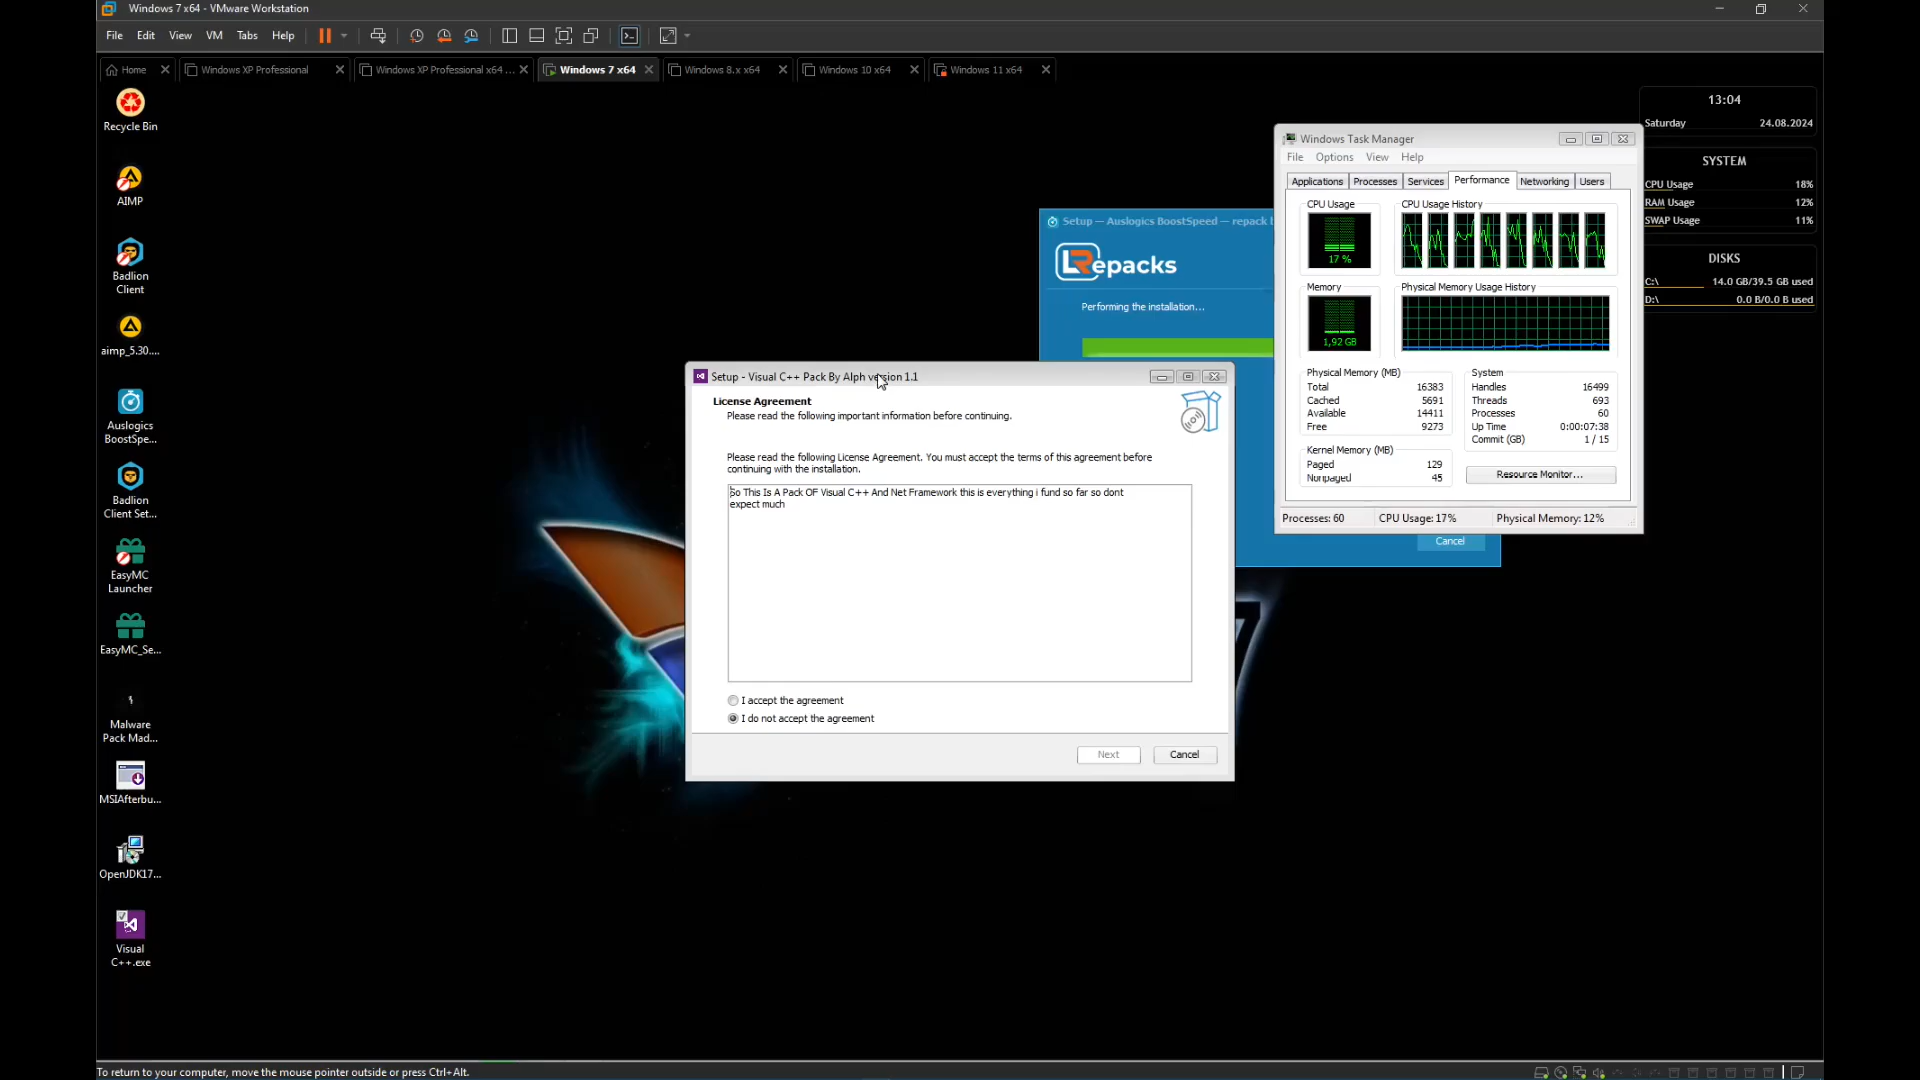 Windows 7 x64 - VMware Workstation
File Edit View VM Tabs Help
Home Windows XP Professional Windows XP Professional x64 ... Windows 7 x64 Windows 8.x x64 Windows 10 x64 Windows 11 x64
Recycle Bin
AIMP
Badlion
Client
aimp_5.30....
Auslogics
BoostSpe...
Badlion
Client Set...
EasyMC
Launcher
EasyMC_Se...
Malware
Pack Mad...
MSIAfterbu...
OpenJDK17...
Visual
C++.exe
Setup — Auslogics BoostSpeed — repack b
LRepacks
Performing the installation...
Cancel
Setup - Visual C++ Pack By Alph version 1.1
License Agreement
Please read the following important information before continuing.
Please read the following License Agreement. You must accept the terms of this agreement before
continuing with the installation.
So This Is A Pack OF Visual C++ And Net Framework this is everything i fund so far so dont
expect much
I accept the agreement
I do not accept the agreement
Next Cancel
Windows Task Manager
File Options View Help
Applications Processes Services Performance Networking Users
CPU Usage CPU Usage History
17 %
Memory Physical Memory Usage History
1,92 GB
Physical Memory (MB)
Total 16383
Cached 5691
Available 14411
Free 9273
Kernel Memory (MB)
Paged 129
Nonpaged 45
System
Handles 16499
Threads 693
Processes 60
Up Time 0:00:07:38
Commit (GB) 1 / 15
Resource Monitor...
Processes: 60 CPU Usage: 17% Physical Memory: 12%
13:04
Saturday 24.08.2024
SYSTEM
CPU Usage 18%
RAM Usage 12%
SWAP Usage 11%
DISKS
C:\ 14.0 GB/39.5 GB used
D:\ 0.0 B/0.0 B used
To return to your computer, move the mouse pointer outside or press Ctrl+Alt.